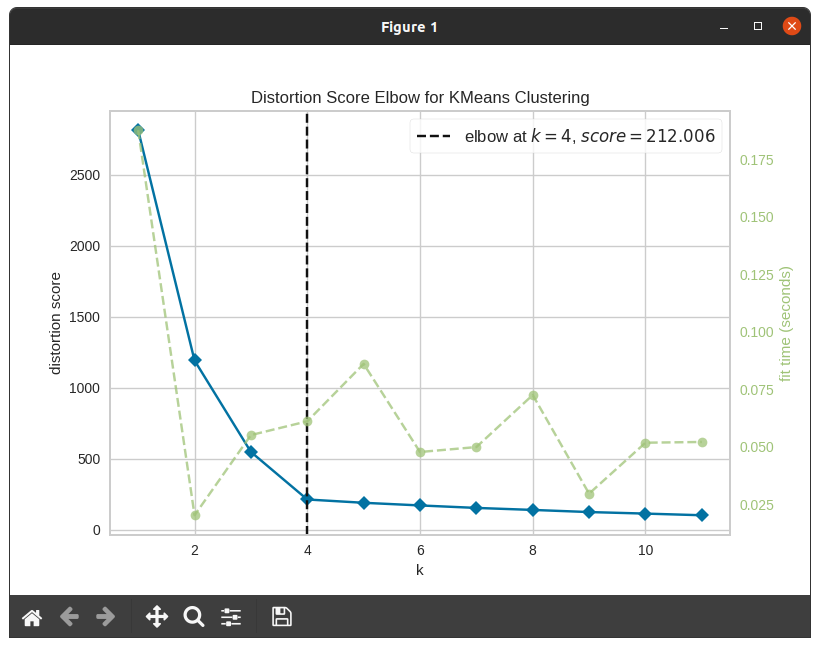 Figure 1
Distortion Score Elbow for KMeans Clustering
elbow at k = 4, score = 212.006
2500
2000
1500
1000
500
0
distortion score
0.175
0.150
0.125
0.100
0.075
0.050
0.025
fit time (seconds)
2 4 6 8 10
k